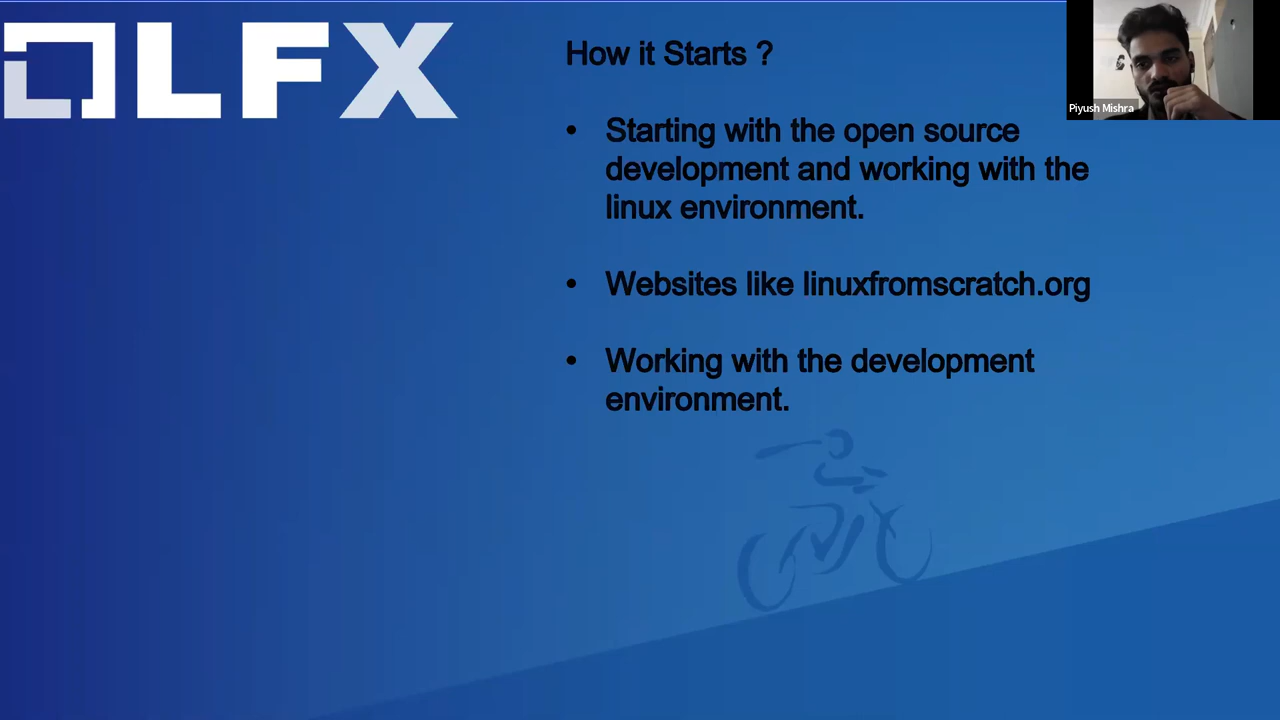 LFX
How it Starts ?
• Starting with the open source
development and working with the
linux environment.
• Websites like linuxfromscratch.org
• Working with the development
environment.
Piyush Mishra